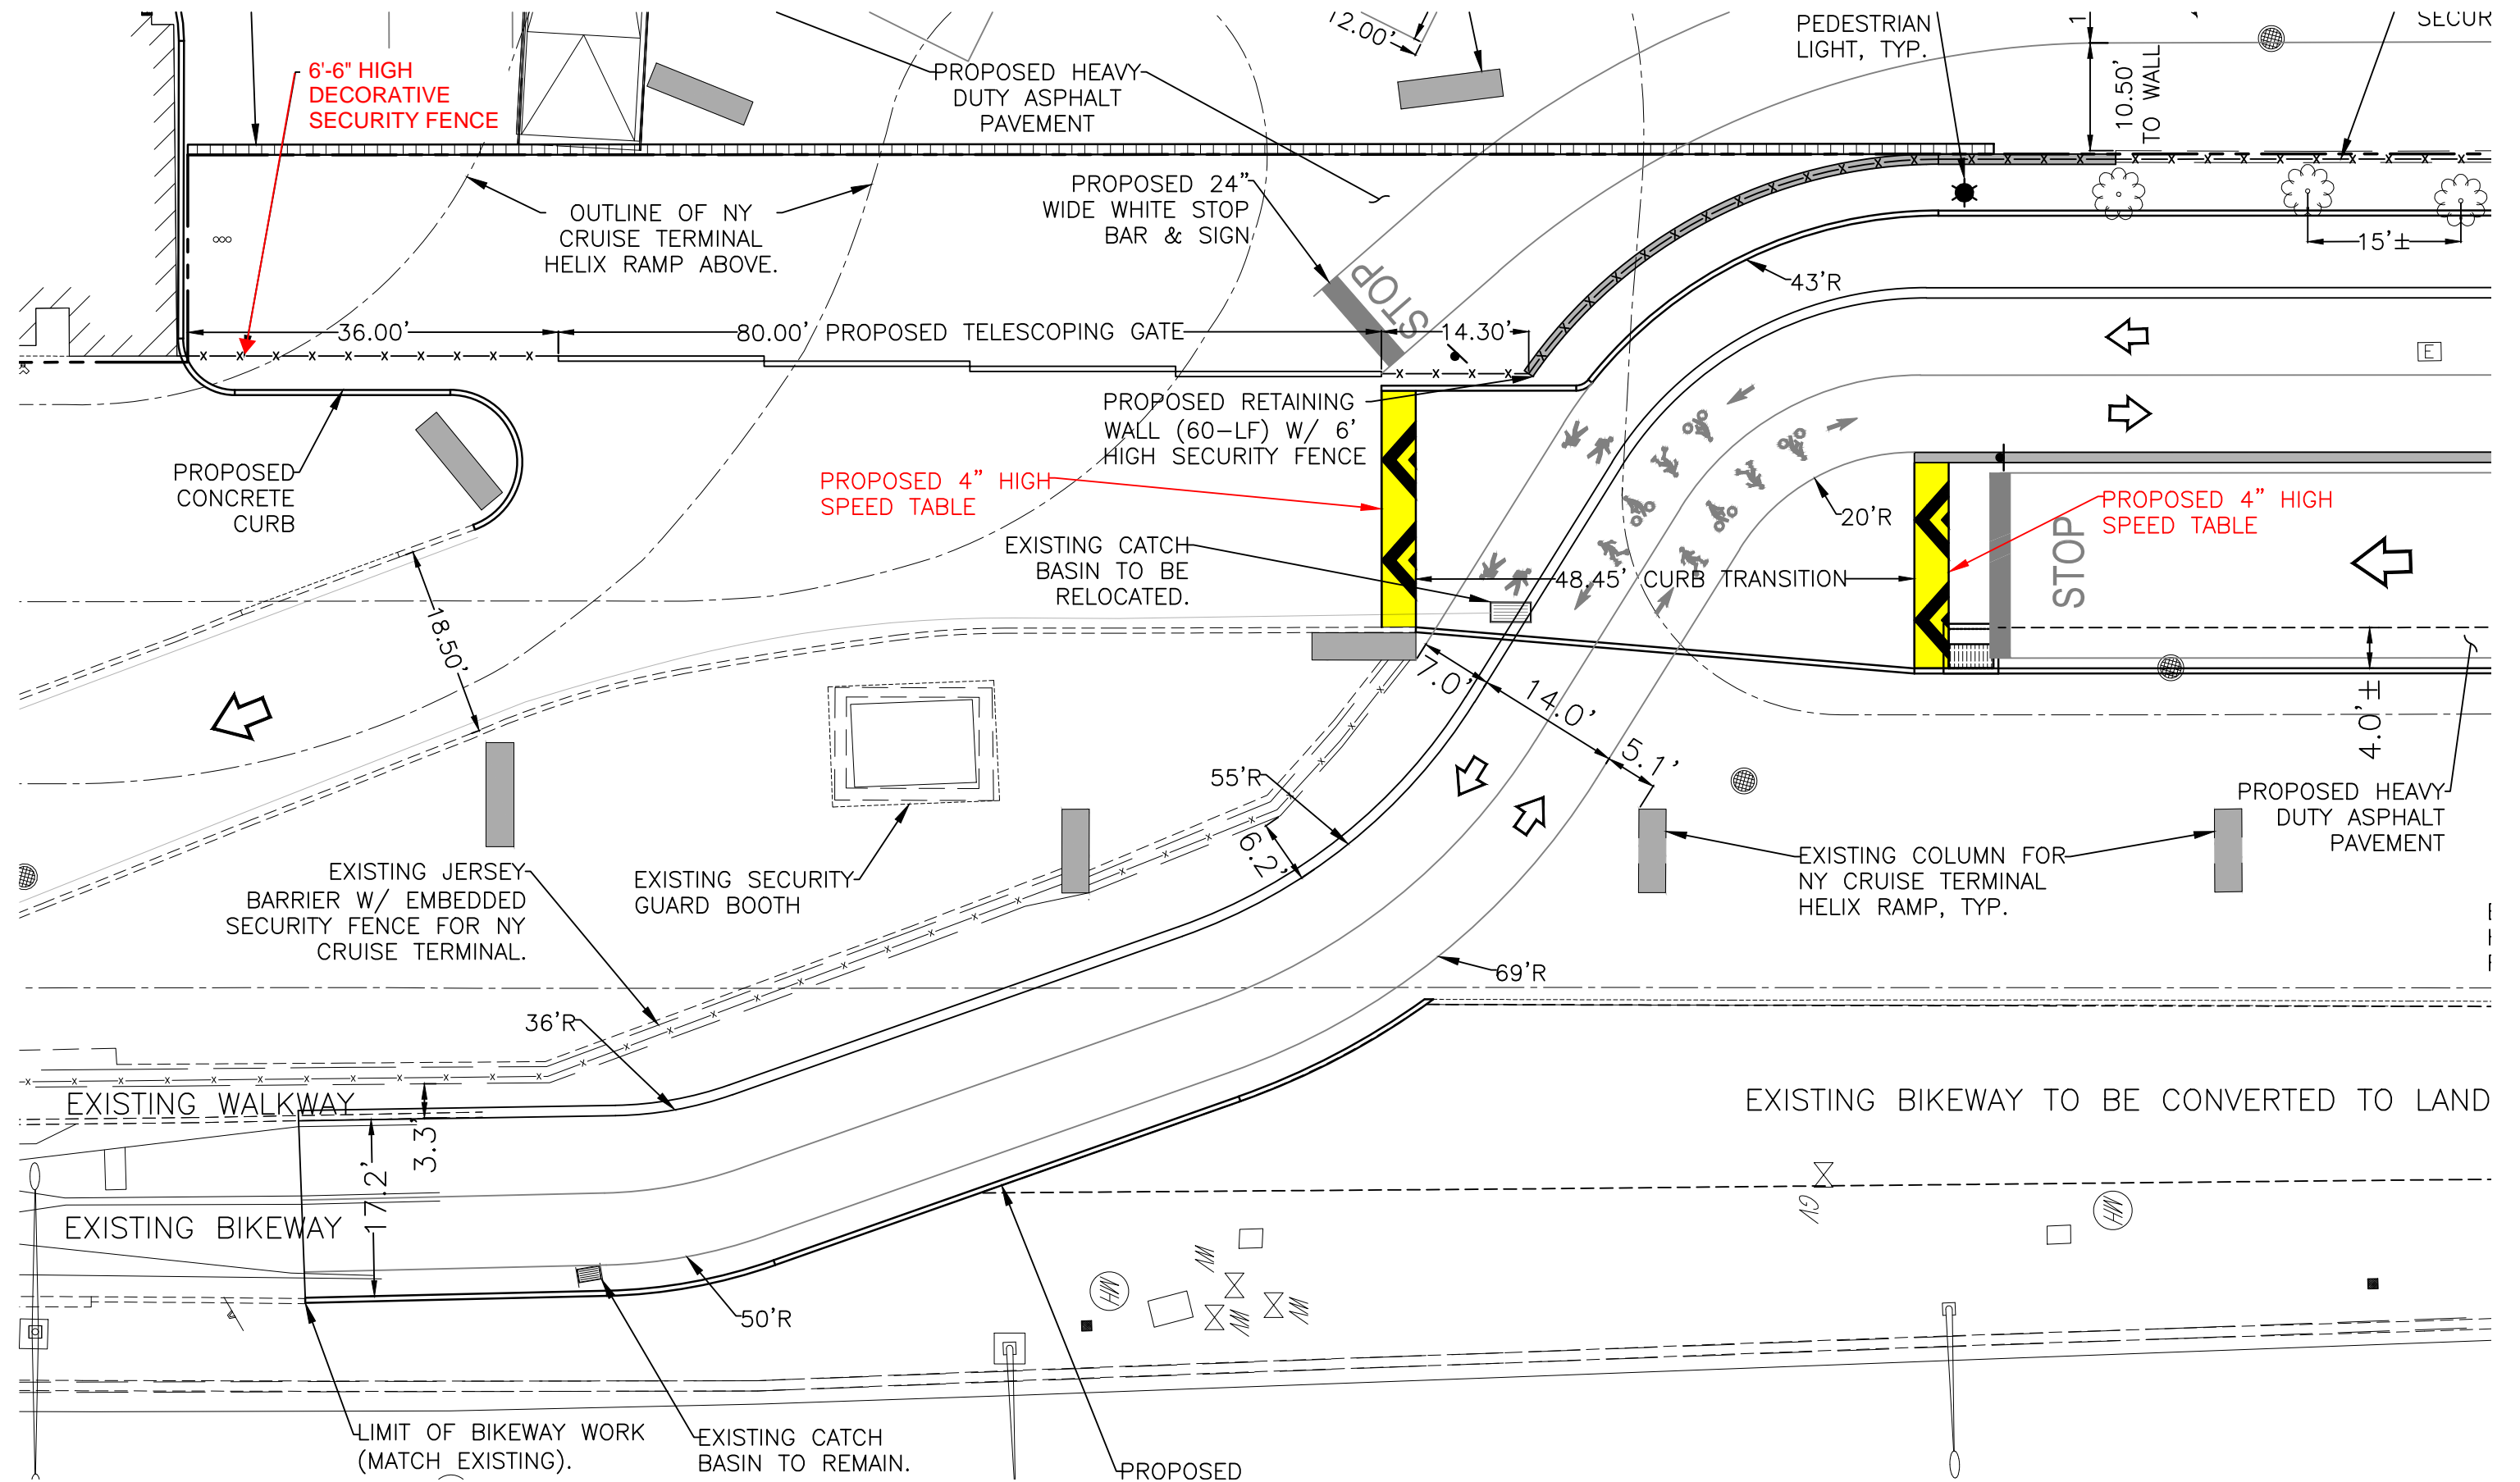 6'-6" HIGH
DECORATIVE
SECURITY FENCE
PROPOSED HEAVY
DUTY ASPHALT
PAVEMENT
12.00'
PEDESTRIAN
LIGHT, TYP.
1
10.50'
TO WALL
SECUR
OUTLINE OF NY
CRUISE TERMINAL
HELIX RAMP ABOVE.
PROPOSED 24"
WIDE WHITE STOP
BAR & SIGN
STOP
43'R
15'±
36.00'
80.00' PROPOSED TELESCOPING GATE
14.30'
E
PROPOSED
CONCRETE
CURB
PROPOSED RETAINING
WALL (60-LF) W/ 6'
HIGH SECURITY FENCE
PROPOSED 4" HIGH
SPEED TABLE
20'R
PROPOSED 4" HIGH
SPEED TABLE
STOP
EXISTING CATCH
BASIN TO BE
RELOCATED.
48.45' CURB TRANSITION
18.50'
7.0'
14.0'
5.1'
4.0'±
55'R
6.2'
PROPOSED HEAVY
DUTY ASPHALT
PAVEMENT
EXISTING JERSEY
BARRIER W/ EMBEDDED
SECURITY FENCE FOR NY
CRUISE TERMINAL.
EXISTING SECURITY
GUARD BOOTH
EXISTING COLUMN FOR
NY CRUISE TERMINAL
HELIX RAMP, TYP.
69'R
36'R
EXISTING WALKWAY
3.3'
17.2'
EXISTING BIKEWAY TO BE CONVERTED TO LAND
EXISTING BIKEWAY
GV
MH
MH
50'R
LIMIT OF BIKEWAY WORK
(MATCH EXISTING).
EXISTING CATCH
BASIN TO REMAIN.
PROPOSED